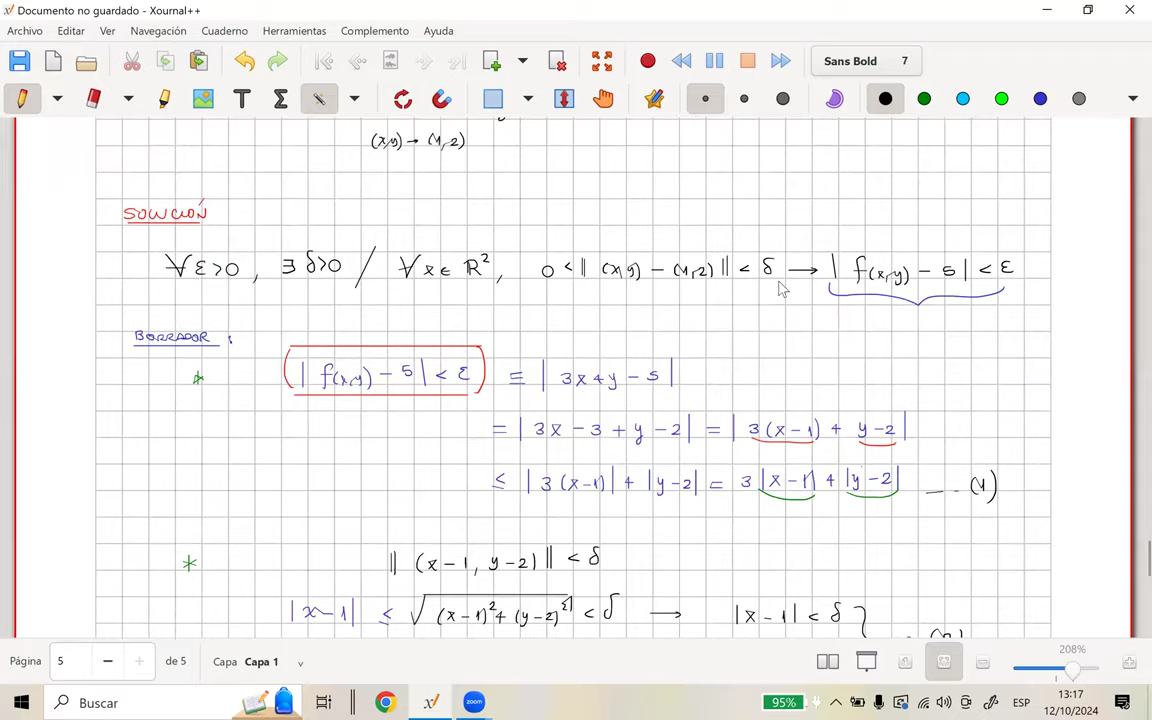 Documento no guardado - Xournal++
Archivo Editar Ver Navegación Cuaderno Herramientas Complemento Ayuda
Sans Bold 7
(x,y) → (1,2)
SOLUCIÓN
∀ ε>0, ∃ δ>0 / ∀ x ∈ ℝ², 0 < || (x,y) − (1,2) || < δ → | f(x,y) − 5 | < ε
BORRADOR :
* | f(x,y) − 5 | < ε ≡ | 3x+y−5 |
= | 3x − 3 + y − 2 | = | 3(x−1) + y−2 |
≤ | 3(x−1) | + |y−2| = 3 |x−1| + |y−2| ... (1)
* || (x−1, y−2) || < δ
|x−1| ≤ √((x−1)²+(y−2)²) < δ → |x−1| < δ
Página 5 de 5 Capa Capa 1 208%
Buscar 95% ESP 13:17
12/10/2024